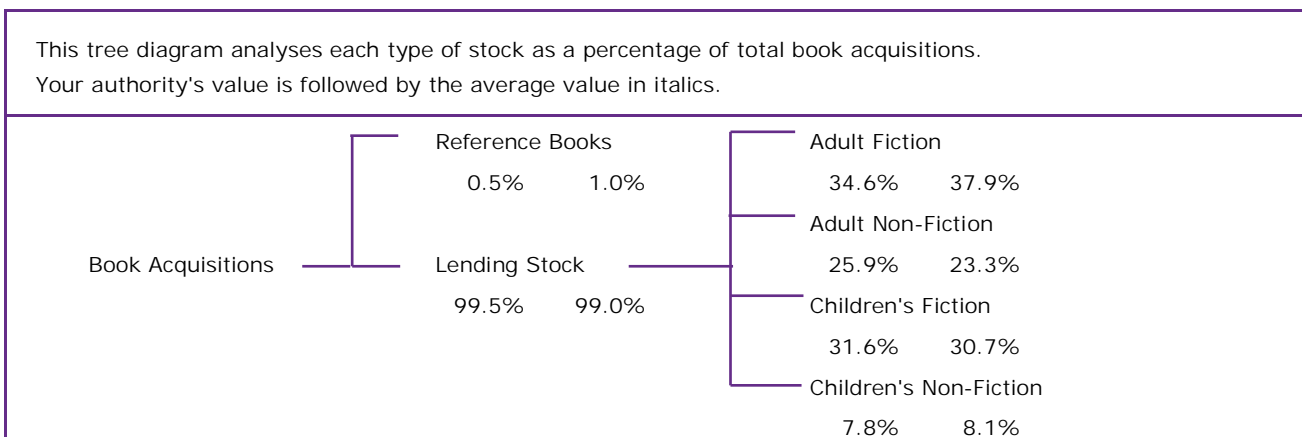 This tree diagram analyses each type of stock as a percentage of total book acquisitions.
Your authority's value is followed by the average value in italics.
Reference Books
0.5% 1.0%
Book Acquisitions
Lending Stock
99.5% 99.0%
Adult Fiction
34.6% 37.9%
Adult Non-Fiction
25.9% 23.3%
Children's Fiction
31.6% 30.7%
Children's Non-Fiction
7.8% 8.1%